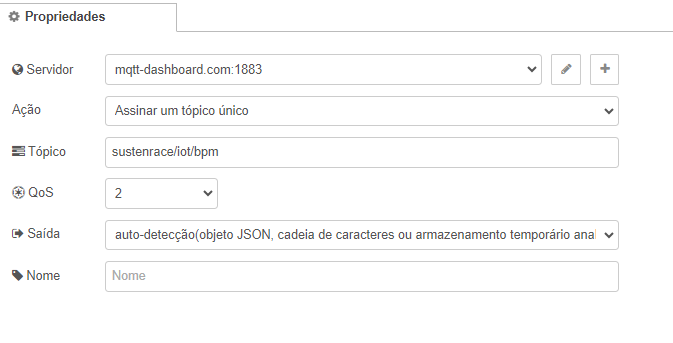 Propriedades
Servidor mqtt-dashboard.com:1883
Ação Assinar um tópico único
Tópico sustenrace/iot/bpm
QoS 2
Saída auto-detecção(objeto JSON, cadeia de caracteres ou armazenamento temporário anal
Nome Nome